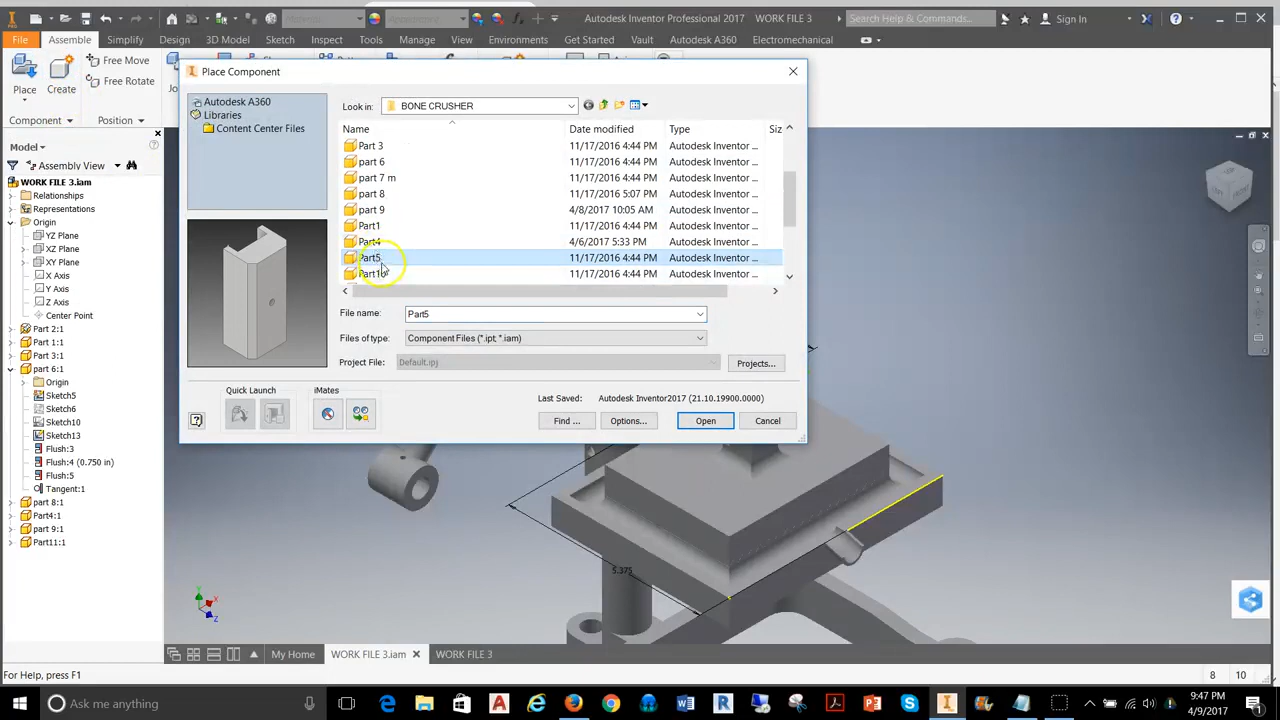 Autodesk Inventor Professional 2017   WORK FILE 3
Search Help & Commands...
Sign In
File Assemble Simplify Design 3D Model Sketch Inspect Tools Manage View Environments Get Started Vault Autodesk A360 Electromechanical
Place
Create
Free Move
Free Rotate
Component
Position
Model
Assembly View
WORK FILE 3.iam
Relationships
Representations
Origin
YZ Plane
XZ Plane
XY Plane
X Axis
Y Axis
Z Axis
Center Point
Part 2:1
Part 1:1
Part 3:1
part 6:1
Origin
Sketch5
Sketch6
Sketch10
Sketch13
Flush:3
Flush:4 (0.750 in)
Flush:5
Tangent:1
part 8:1
Part4:1
part 9:1
Part11:1
Place Component
Autodesk A360
Libraries
Content Center Files
Look in: BONE CRUSHER
Name Date modified Type Siz
Part 3 11/17/2016 4:44 PM Autodesk Inventor ...
part 6 11/17/2016 4:44 PM Autodesk Inventor ...
part 7 m 11/17/2016 4:44 PM Autodesk Inventor ...
part 8 11/17/2016 5:07 PM Autodesk Inventor ...
part 9 4/8/2017 10:05 AM Autodesk Inventor ...
Part1 11/17/2016 4:44 PM Autodesk Inventor ...
Part4 4/6/2017 5:33 PM Autodesk Inventor ...
Part5 11/17/2016 4:44 PM Autodesk Inventor ...
Part10 11/17/2016 4:44 PM Autodesk Inventor ...
File name: Part5
Files of type: Component Files (*.ipt; *.iam)
Project File: Default.ipj
Projects...
Quick Launch
iMates
Last Saved: Autodesk Inventor2017 (21.10.19900.0000)
Find ...
Options...
Open
Cancel
5.375
My Home
WORK FILE 3.iam
WORK FILE 3
For Help, press F1
8 10
Ask me anything
9:47 PM
4/9/2017